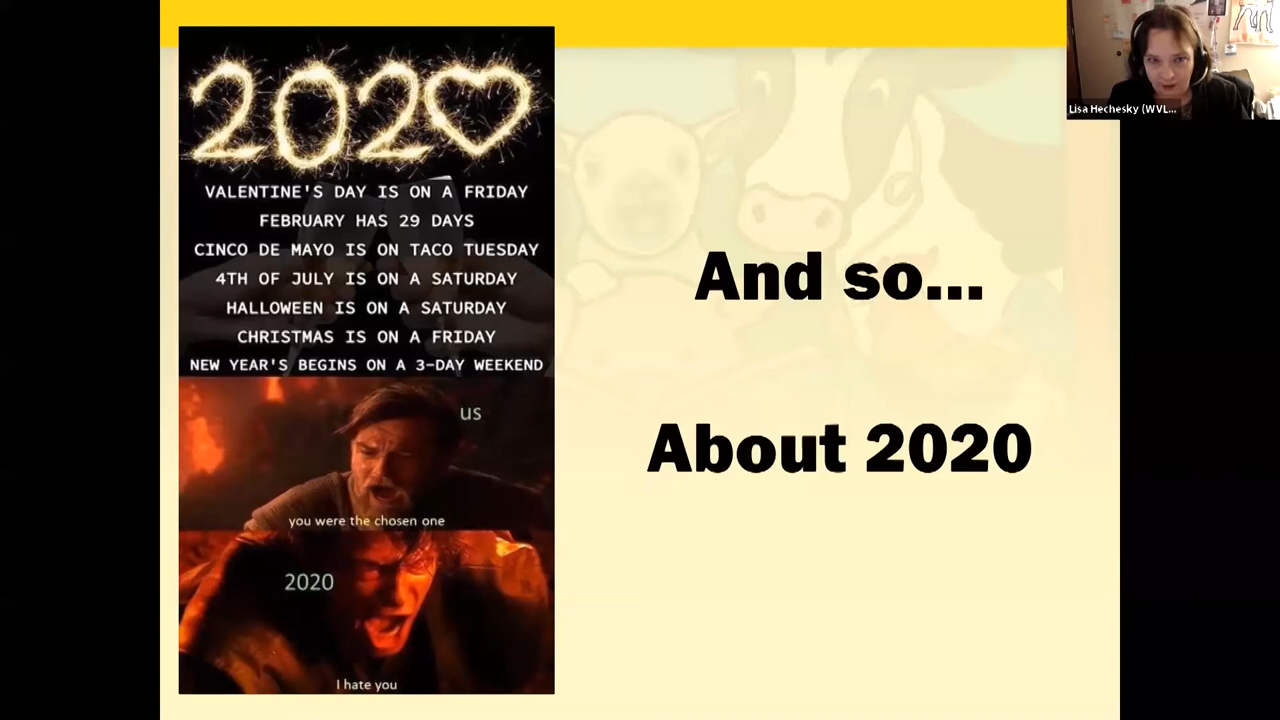 2020
VALENTINE'S DAY IS ON A FRIDAY
FEBRUARY HAS 29 DAYS
CINCO DE MAYO IS ON TACO TUESDAY
4TH OF JULY IS ON A SATURDAY
HALLOWEEN IS ON A SATURDAY
CHRISTMAS IS ON A FRIDAY
NEW YEAR'S BEGINS ON A 3-DAY WEEKEND
us
you were the chosen one
2020
I hate you
And so...
About 2020
Lisa Hechesky (WVL...